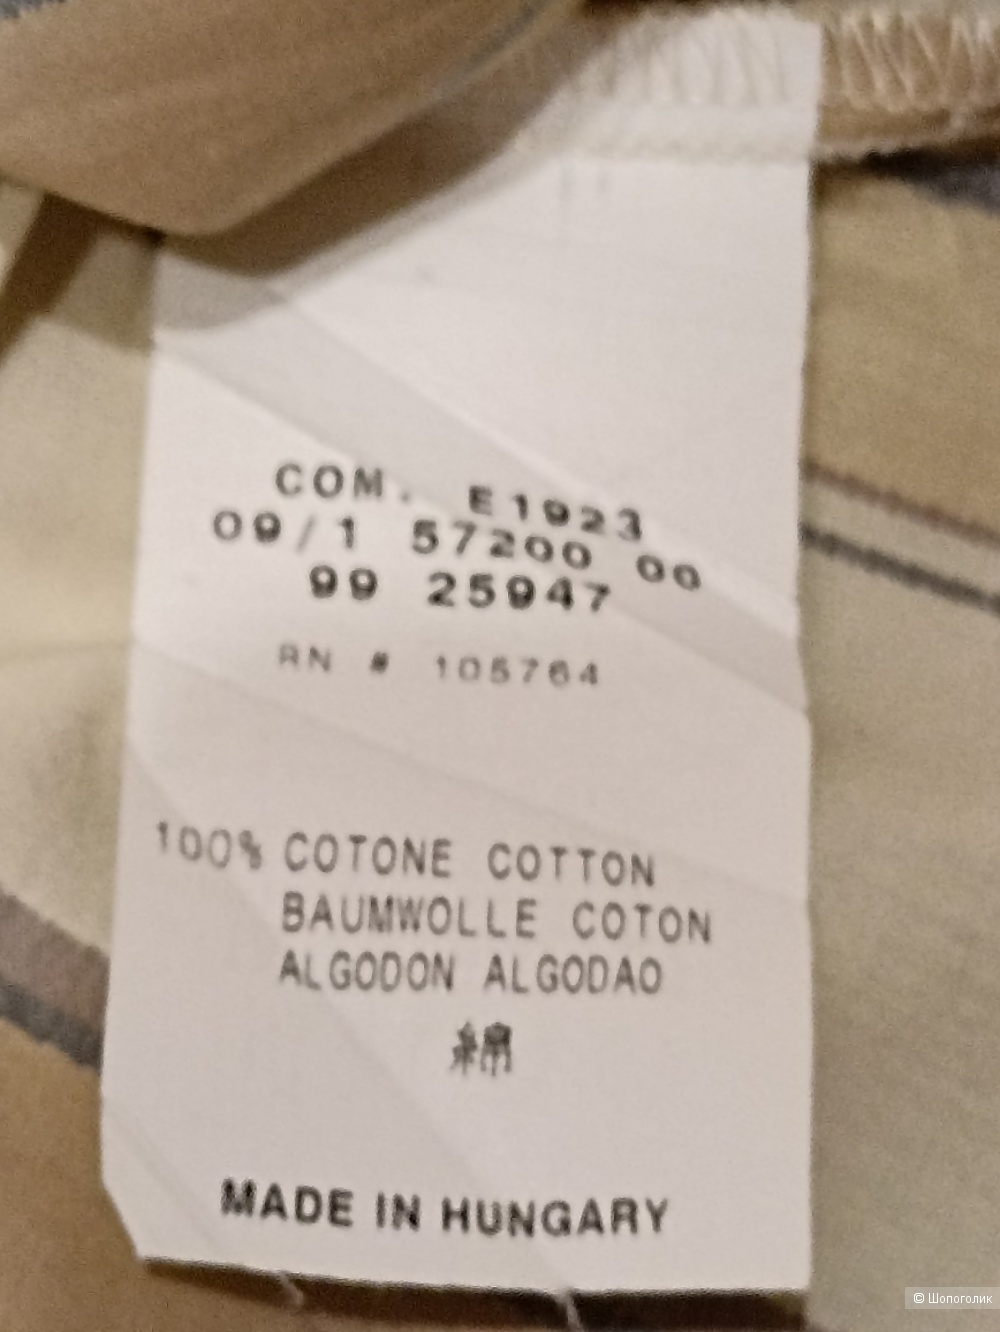 COM. E1923
09/1 57200 00
99 25947
RN # 105764
100% COTONE COTTON
BAUMWOLLE COTON
ALGODON ALGODAO
綿
MADE IN HUNGARY
© Шопоголик